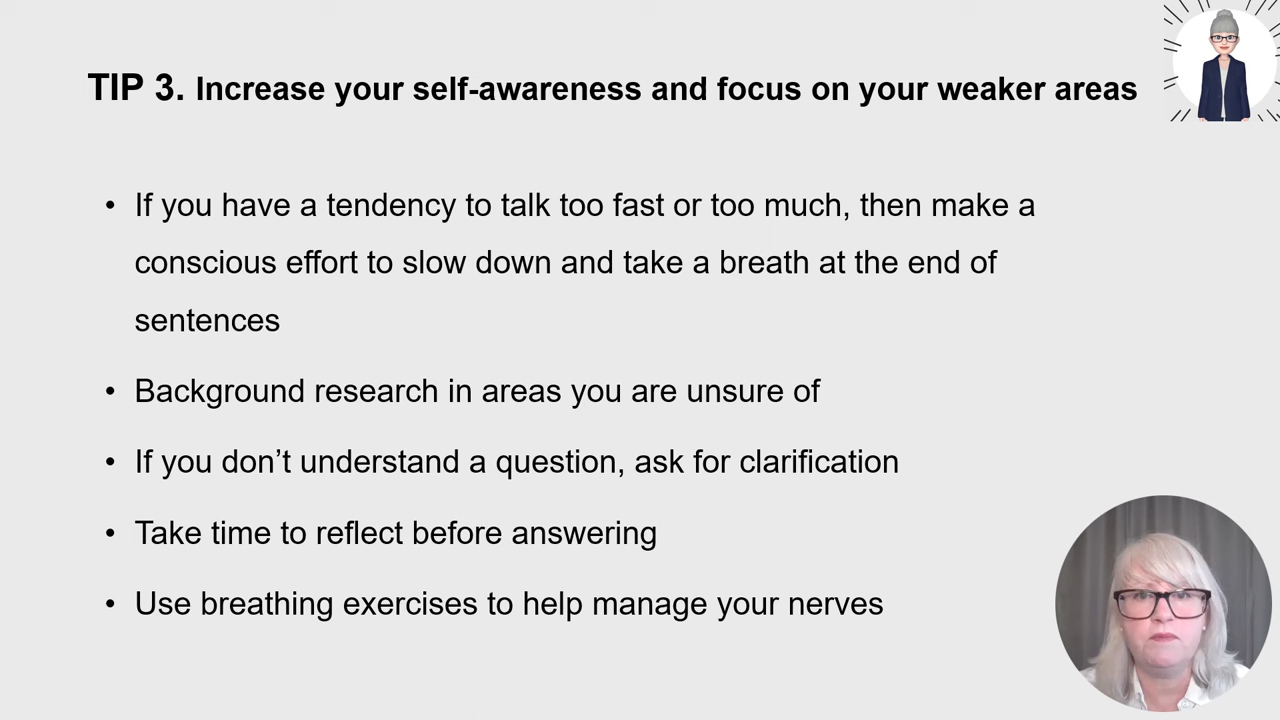 TIP 3. Increase your self-awareness and focus on your weaker areas
• If you have a tendency to talk too fast or too much, then make a
conscious effort to slow down and take a breath at the end of
sentences
• Background research in areas you are unsure of
• If you don’t understand a question, ask for clarification
• Take time to reflect before answering
• Use breathing exercises to help manage your nerves